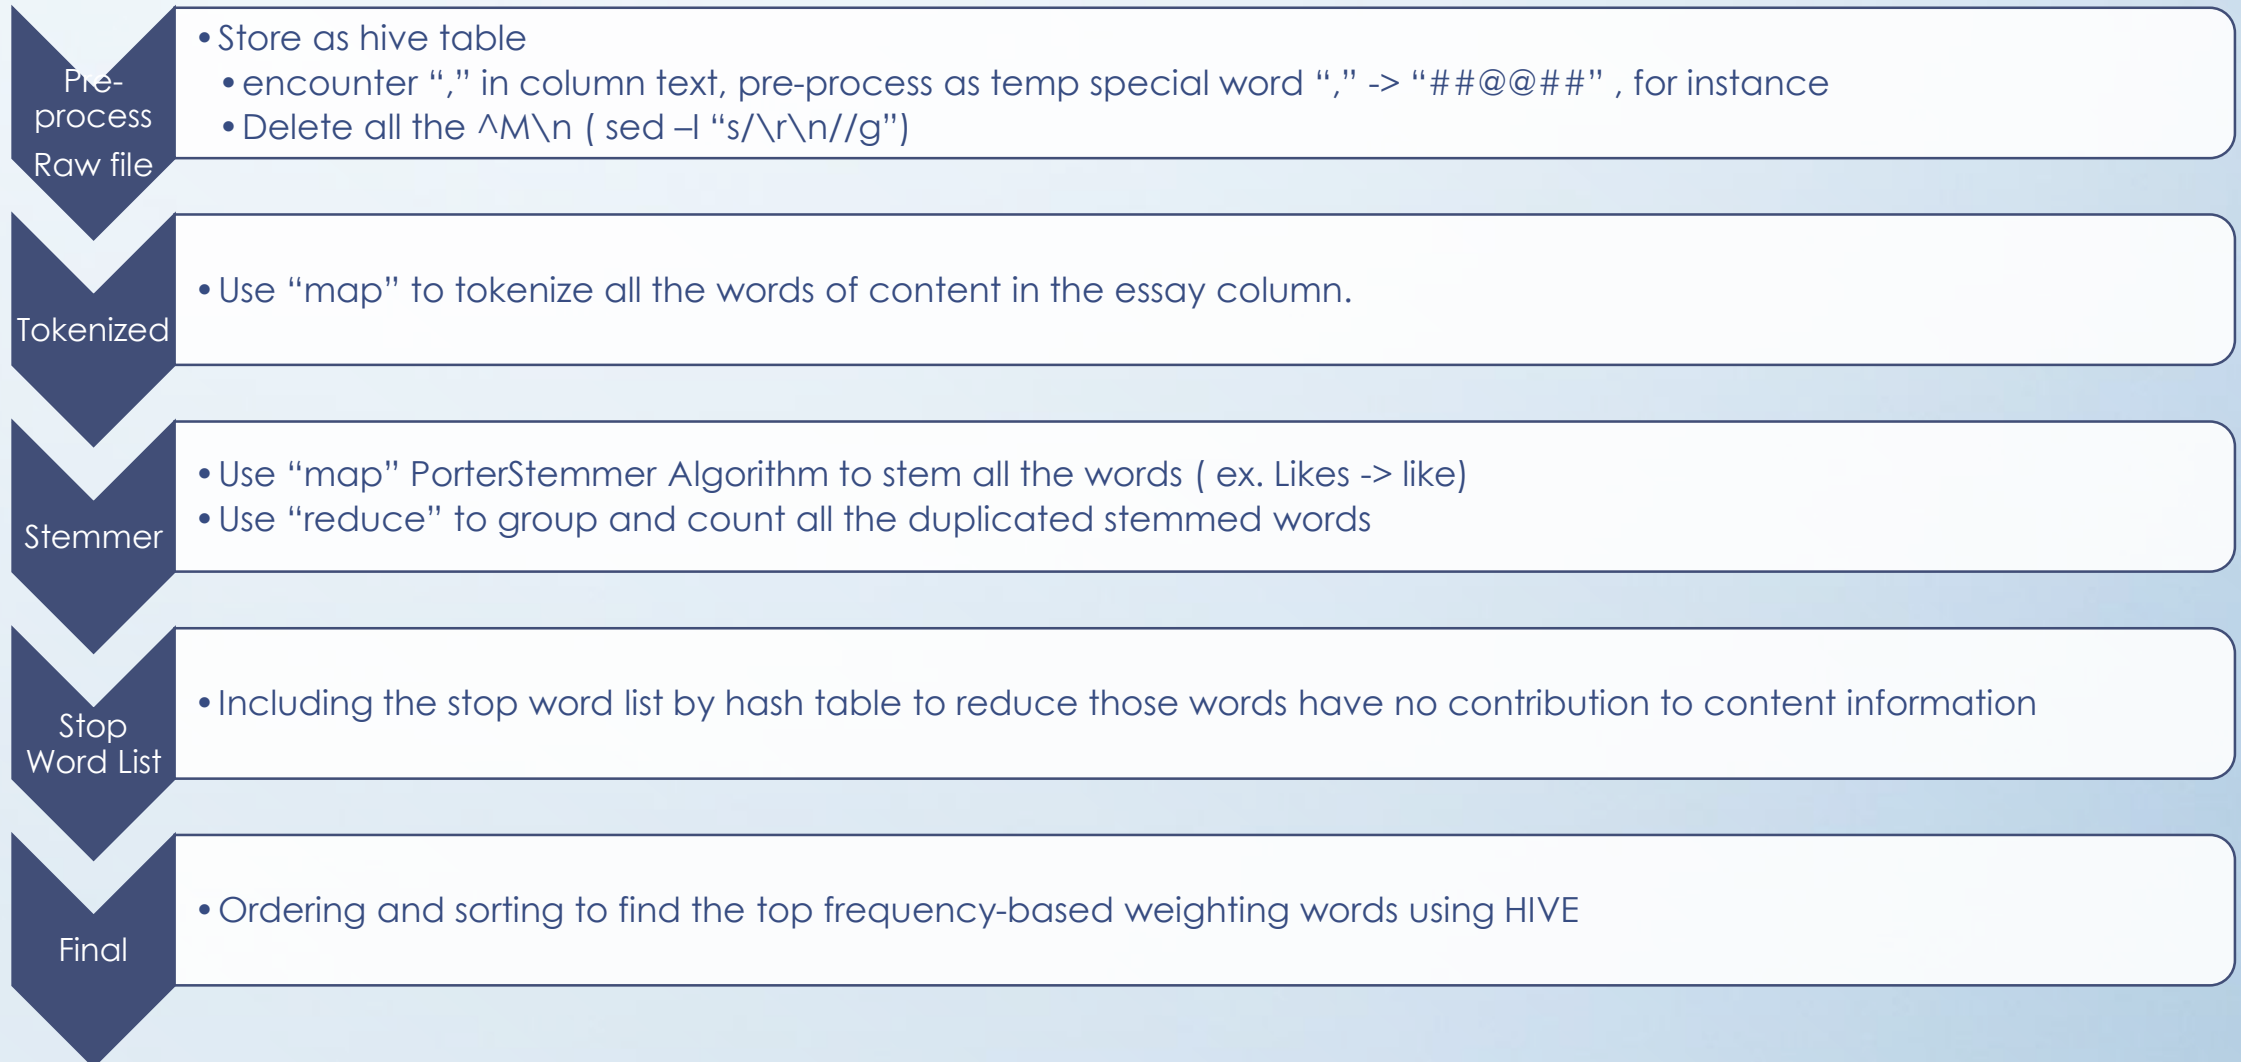 Pre-
process
Raw file
•Store as hive table
•encounter “,” in column text, pre-process as temp special word “,” -> “##@@##” , for instance
•Delete all the ^M\n ( sed –I “s/\r\n//g”)
Tokenized
•Use “map” to tokenize all the words of content in the essay column.
Stemmer
•Use “map” PorterStemmer Algorithm to stem all the words ( ex. Likes -> like)
•Use “reduce” to group and count all the duplicated stemmed words
Stop
Word List
•Including the stop word list by hash table to reduce those words have no contribution to content information
Final
•Ordering and sorting to find the top frequency-based weighting words using HIVE